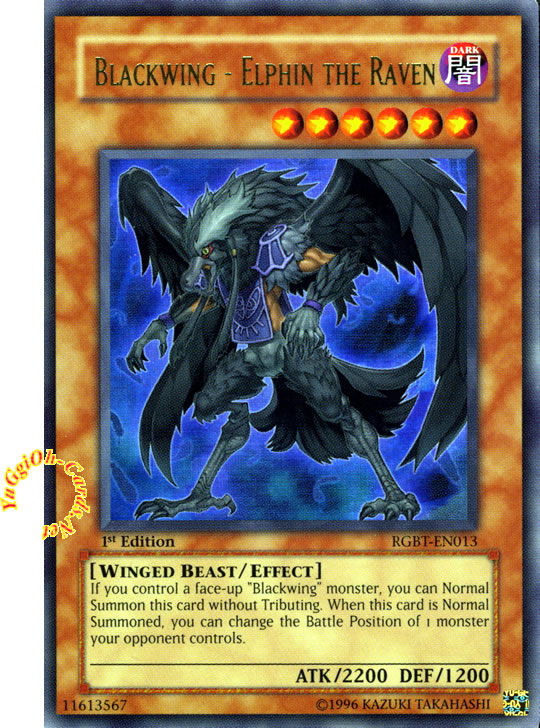 BLACKWING - ELPHIN THE RAVEN
DARK
闇
YuGgiOh-Cards.Net
1st Edition
RGBT-EN013
[WINGED BEAST/EFFECT]
If you control a face-up "Blackwing" monster, you can Normal
Summon this card without Tributing. When this card is Normal
Summoned, you can change the Battle Position of 1 monster
your opponent controls.
ATK/2200 DEF/1200
11613567
©1996 KAZUKI TAKAHASHI